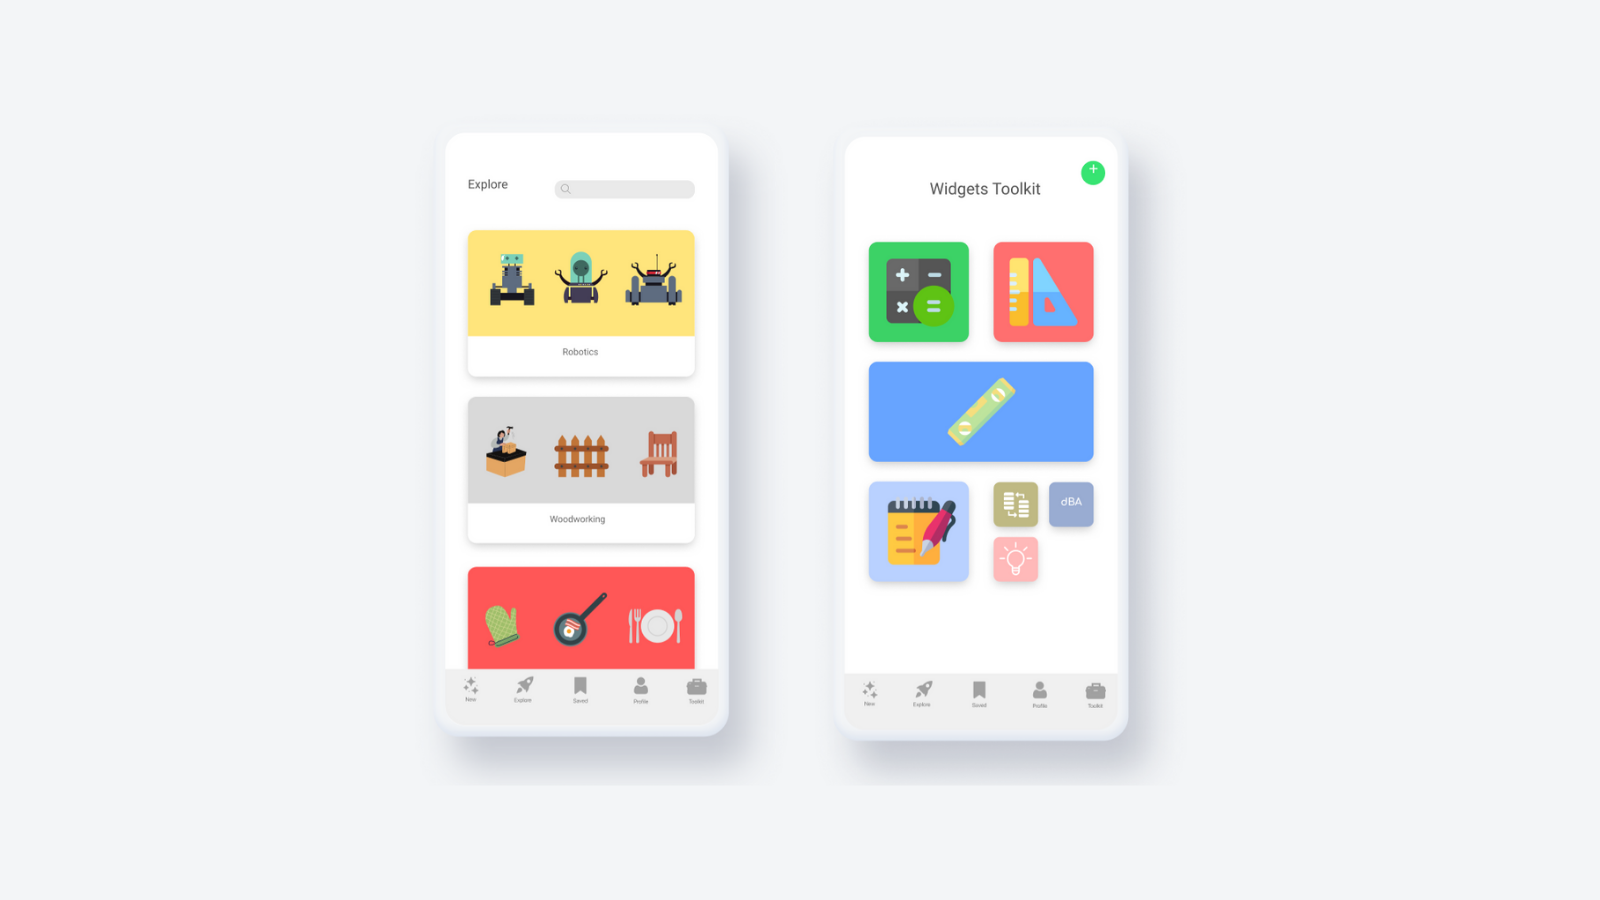 Explore
Robotics
Woodworking
New
Explore
Saved
Profile
Toolkit
Widgets Toolkit
+
dBA
New
Explore
Saved
Profile
Toolkit